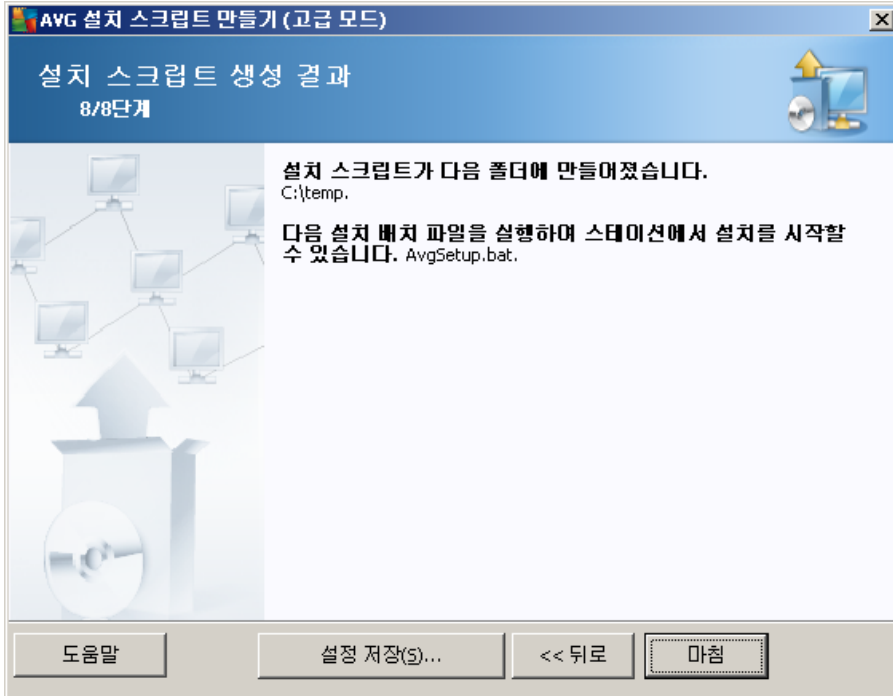 AVG 설치 스크립트 만들기 (고급 모드)
설치 스크립트 생성 결과
8/8단계
설치 스크립트가 다음 폴더에 만들어졌습니다.
C:\temp.
다음 설치 배치 파일을 실행하여 스테이션에서 설치를 시작할
수 있습니다. AvgSetup.bat.
도움말
설정 저장(S)...
<< 뒤로
마침